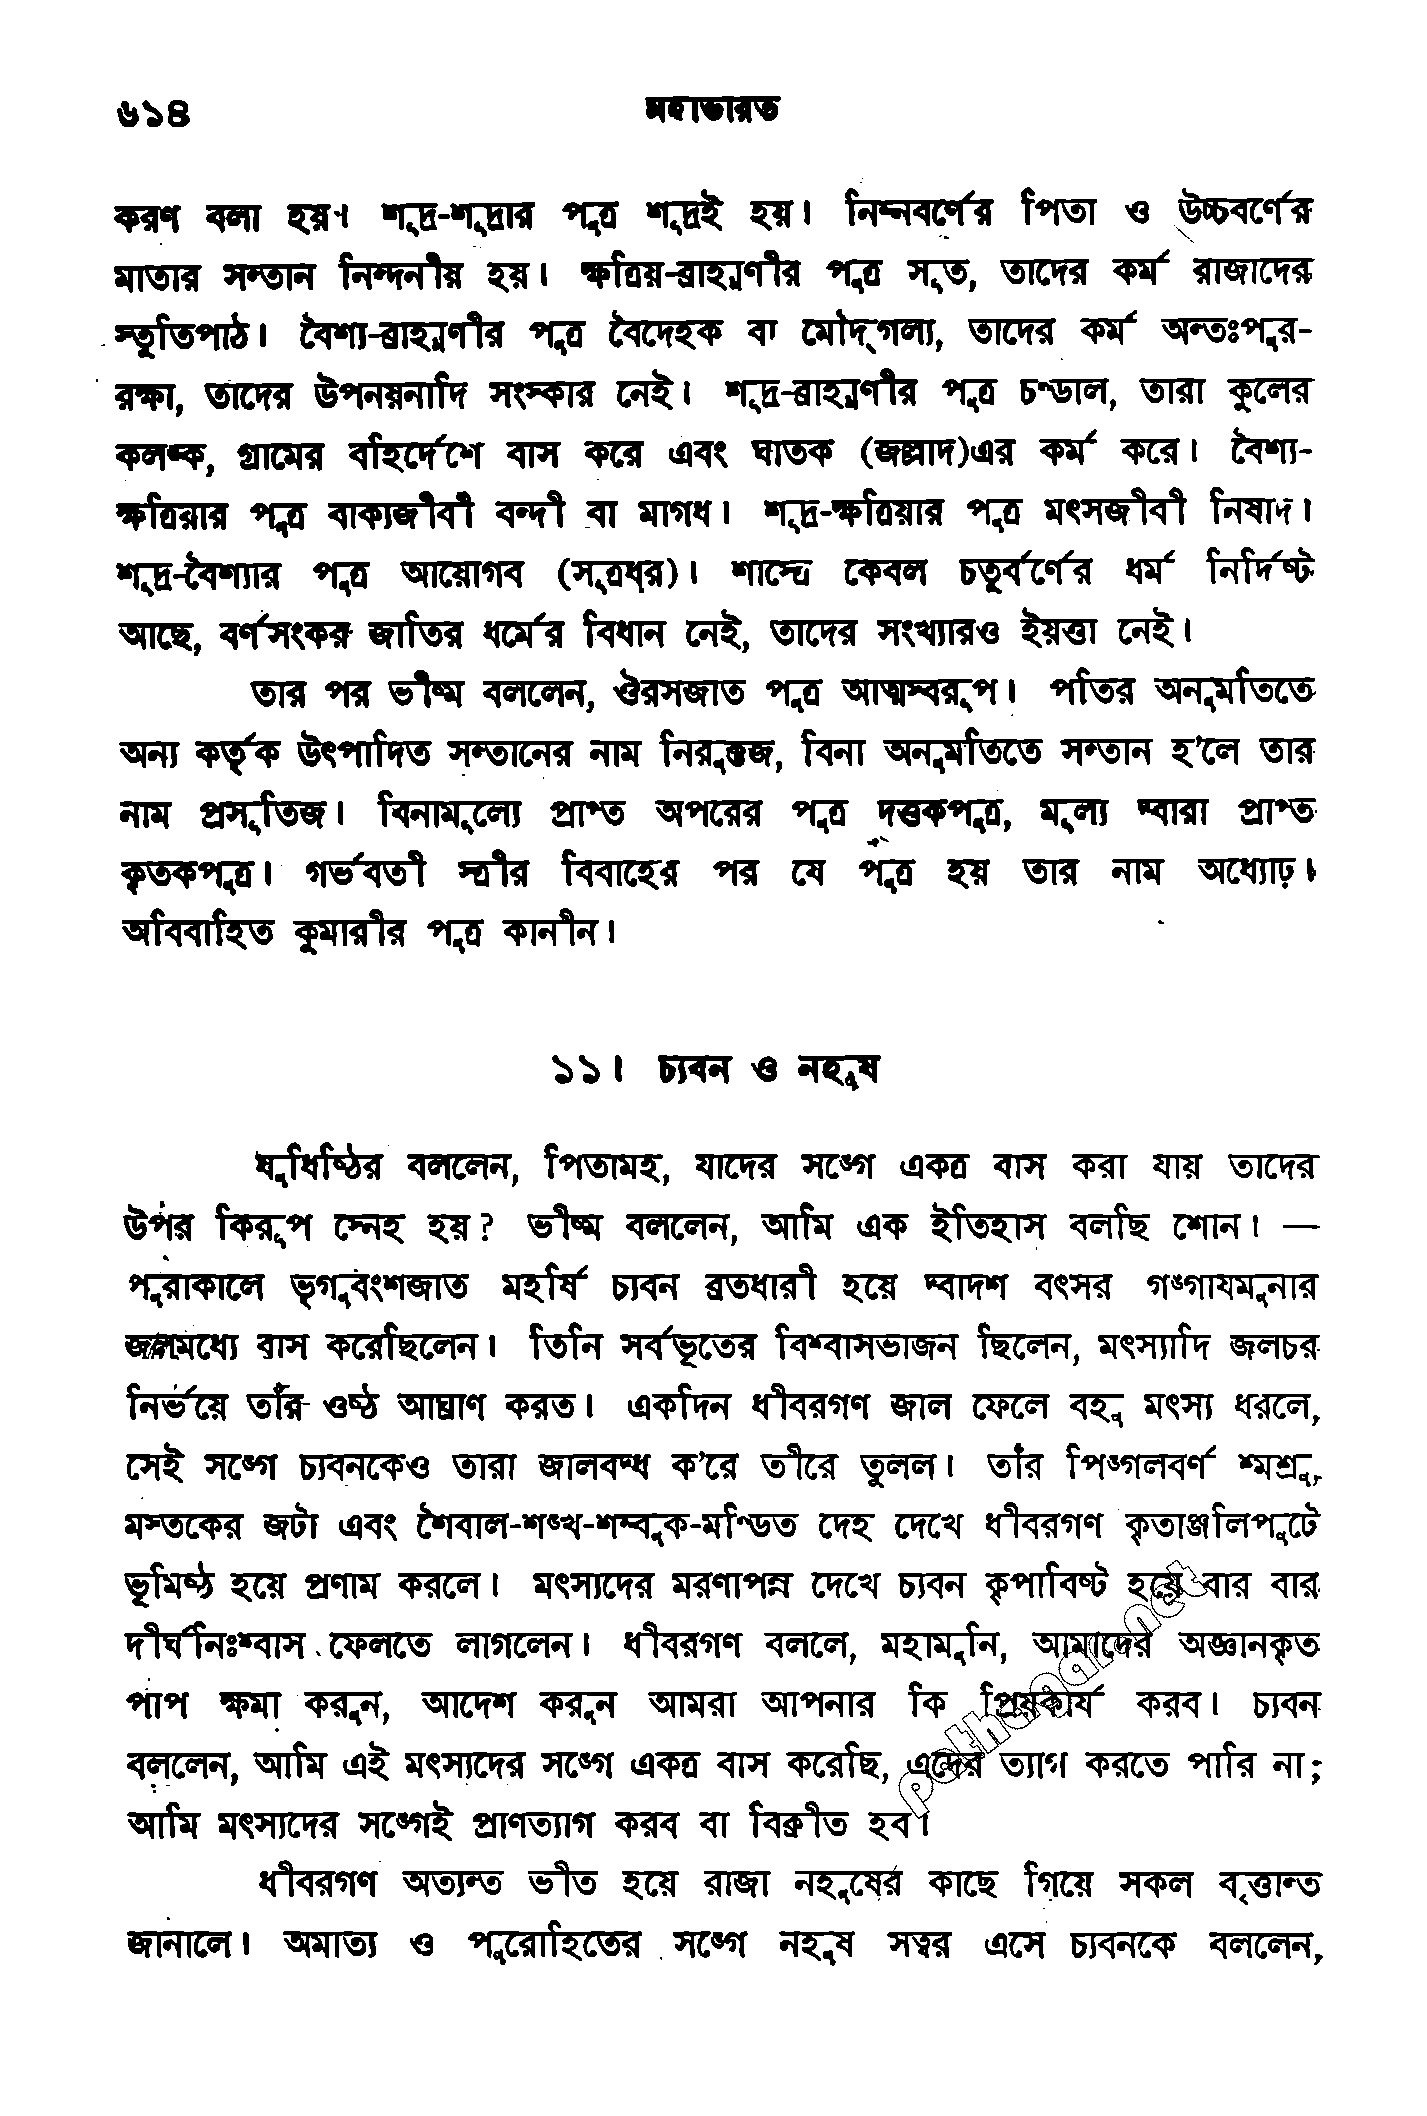 ৬১৪
মহাভারত
করণ বলা হয়। শূদ্র-শূদ্রার পুত্র শূদ্রই হয়। নিম্নবর্ণের পিতা ও উচ্চবর্ণের
মাতার সন্তান নিন্দনীয় হয়। ক্ষত্রিয়-ব্রাহ্মণীর পুত্র সূত, তাদের কর্ম রাজাদের
স্তুতিপাঠ। বৈশ্য-ব্রাহ্মণীর পুত্র বৈদেহক বা মৌদ্‌গল্য, তাদের কর্ম অন্তঃপুর-
রক্ষা, তাদের উপনয়নাদি সংস্কার নেই। শূদ্র-ব্রাহ্মণীর পুত্র চণ্ডাল, তারা কুলের
কলঙ্ক, গ্রামের বহির্দেশে বাস করে এবং ঘাতক (জল্লাদ)এর কর্ম করে। বৈশ্য-
ক্ষত্রিয়ার পুত্র বাক্যজীবী বন্দী বা মাগধ। শূদ্র-ক্ষত্রিয়ার পুত্র মৎসজীবী নিষাদ।
শূদ্র-বৈশ্যার পুত্র আয়োগব (সূত্রধর)। শাস্ত্রে কেবল চতুর্বর্ণের ধর্ম নির্দিষ্ট
আছে, বর্ণসংকর জাতির ধর্মের বিধান নেই, তাদের সংখ্যারও ইয়ত্তা নেই।
তার পর ভীষ্ম বললেন, ঔরসজাত পুত্র আত্মস্বরূপ। পতির অনুমতিতে
অন্য কর্তৃক উৎপাদিত সন্তানের নাম নিরুক্তজ, বিনা অনুমতিতে সন্তান হ’লে তার
নাম প্রসূতিজ। বিনামূল্যে প্রাপ্ত অপরের পুত্র দত্তকপুত্র, মূল্য দ্বারা প্রাপ্ত
কৃতকপুত্র। গর্ভবতী স্ত্রীর বিবাহের পর যে পুত্র হয় তার নাম অধ্যোঢ়।
অবিবাহিত কুমারীর পুত্র কানীন।
১১। চ্যবন ও নহুষ
যুধিষ্ঠির বললেন, পিতামহ, যাদের সঙ্গে একত্র বাস করা যায় তাদের
উপর কিরূপ স্নেহ হয়? ভীষ্ম বললেন, আমি এক ইতিহাস বলছি শোন। —
পুরাকালে ভৃগুবংশজাত মহর্ষি চ্যবন ব্রতধারী হয়ে দ্বাদশ বৎসর গঙ্গাযমুনার
জলমধ্যে বাস করেছিলেন। তিনি সর্বভূতের বিশ্বাসভাজন ছিলেন, মৎস্যাদি জলচর
নির্ভয়ে তাঁর ওষ্ঠ আঘ্রাণ করত। একদিন ধীবরগণ জাল ফেলে বহু মৎস্য ধরলে,
সেই সঙ্গে চ্যবনকেও তারা জালবদ্ধ ক’রে তীরে তুলল। তাঁর পিঙ্গলবর্ণ শ্মশ্রু,
মস্তকের জটা এবং শৈবাল-শঙ্খ-শম্বুক-মণ্ডিত দেহ দেখে ধীবরগণ কৃতাঞ্জলিপুটে
ভূমিষ্ঠ হয়ে প্রণাম করলে। মৎস্যদের মরণাপন্ন দেখে চ্যবন কৃপাবিষ্ট হয়ে বার বার
দীর্ঘনিঃশ্বাস ফেলতে লাগলেন। ধীবরগণ বললে, মহামুনি, আমাদের অজ্ঞানকৃত
পাপ ক্ষমা করুন, আদেশ করুন আমরা আপনার কি প্রিয়কার্য করব। চ্যবন
বললেন, আমি এই মৎস্যদের সঙ্গে একত্র বাস করেছি, এদের ত্যাগ করতে পারি না;
আমি মৎস্যদের সঙ্গেই প্রাণত্যাগ করব বা বিক্রীত হব।
ধীবরগণ অত্যন্ত ভীত হয়ে রাজা নহুষের কাছে গিয়ে সকল বৃত্তান্ত
জানালে। অমাত্য ও পুরোহিতের সঙ্গে নহুষ সত্বর এসে চ্যবনকে বললেন,
pathagar.net